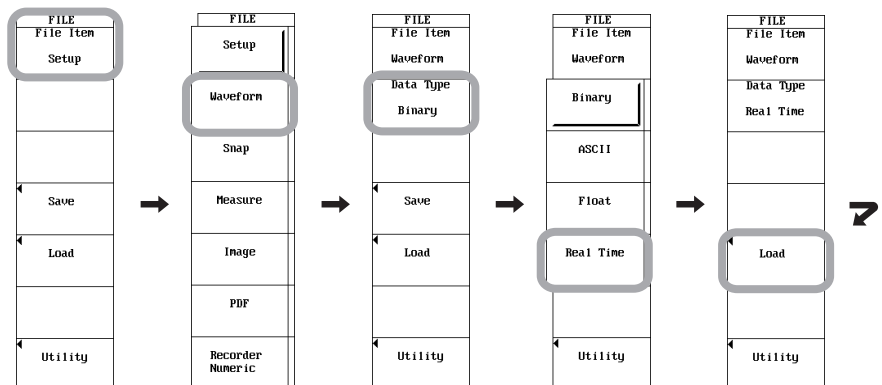 FILE
File Item
Setup
Save
Load
Utility
FILE
Setup
Waveform
Snap
Measure
Image
PDF
Recorder
Numeric
FILE
File Item
Waveform
Data Type
Binary
Save
Load
Utility
FILE
File Item
Waveform
Binary
ASCII
Float
Real Time
Utility
FILE
File Item
Waveform
Data Type
Real Time
Load
Utility